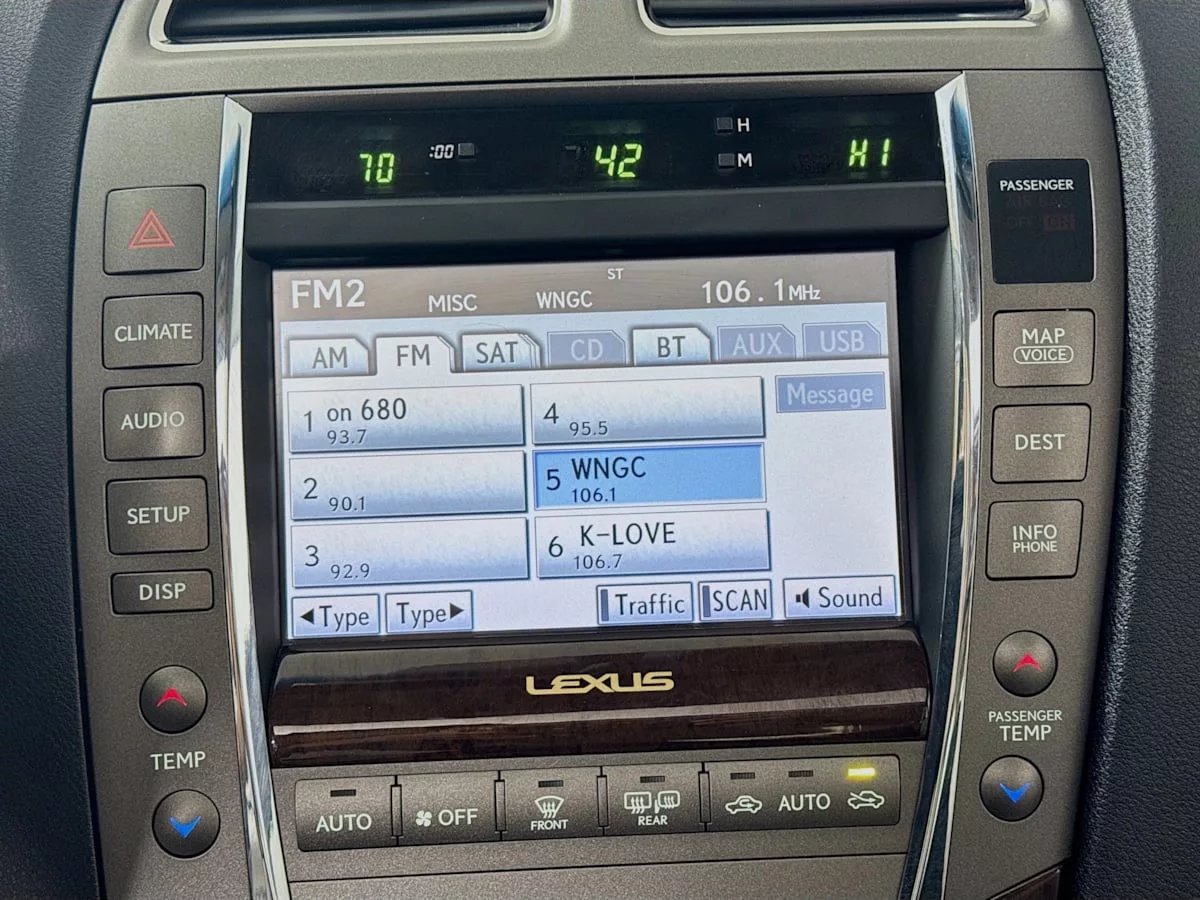 70 :00 42 H HI
M
PASSENGER
CLIMATE
AUDIO
SETUP
DISP
TEMP
FM2 MISC WNGC ST 106.1MHz
AM FM SAT CD BT AUX USB
1 on 680 93.7
4 95.5
Message
2 90.1
5 WNGC 106.1
3 92.9
6 K-LOVE 106.7
◀Type Type▶ Traffic SCAN Sound
MAP
VOICE
DEST
INFO
PHONE
PASSENGER
TEMP
LEXUS
AUTO OFF FRONT REAR AUTO